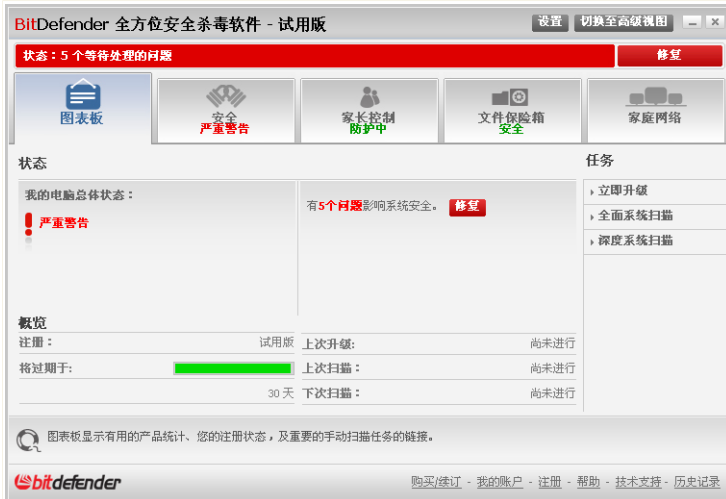 BitDefender 全方位安全杀毒软件 - 试用版
设置 切换至高级视图
状态：5 个等待处理的问题 修复
图表板
安全
严重警告
家长控制
防护中
文件保险箱
安全
家庭网络
状态
我的电脑总体状态：
严重警告
有5个问题影响系统安全。 修复
任务
立即升级
全面系统扫描
深度系统扫描
概览
注册： 试用版
将过期于:
30 天
上次升级: 尚未进行
上次扫描： 尚未进行
下次扫描： 尚未进行
图表板显示有用的产品统计、您的注册状态，及重要的手动扫描任务的链接。
bitdefender
购买/续订 - 我的账户 - 注册 - 帮助 - 技术支持 - 历史记录